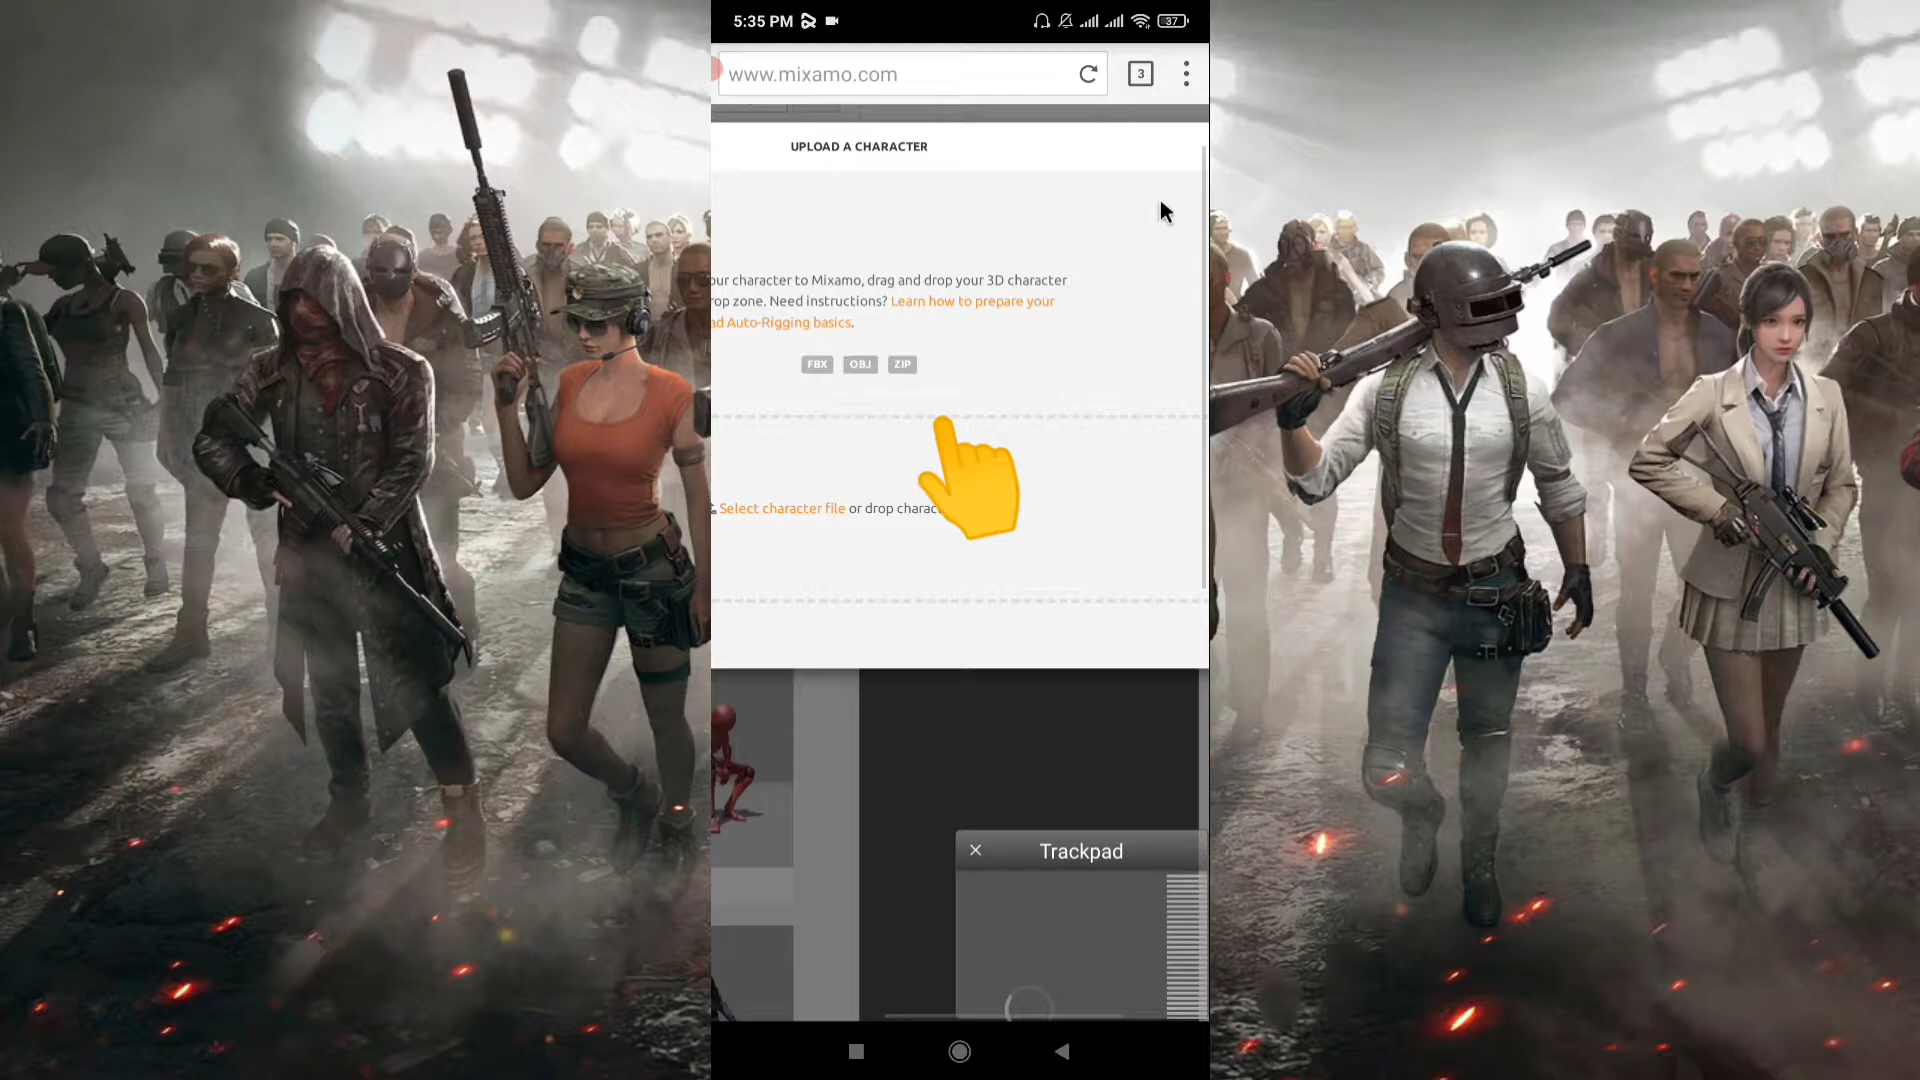 5:35 PM
37
www.mixamo.com
3
UPLOAD A CHARACTER
our character to Mixamo, drag and drop your 3D character
rop zone. Need instructions? Learn how to prepare your
ad Auto-Rigging basics.
FBX OBJ ZIP
Select character file or drop charac
Trackpad